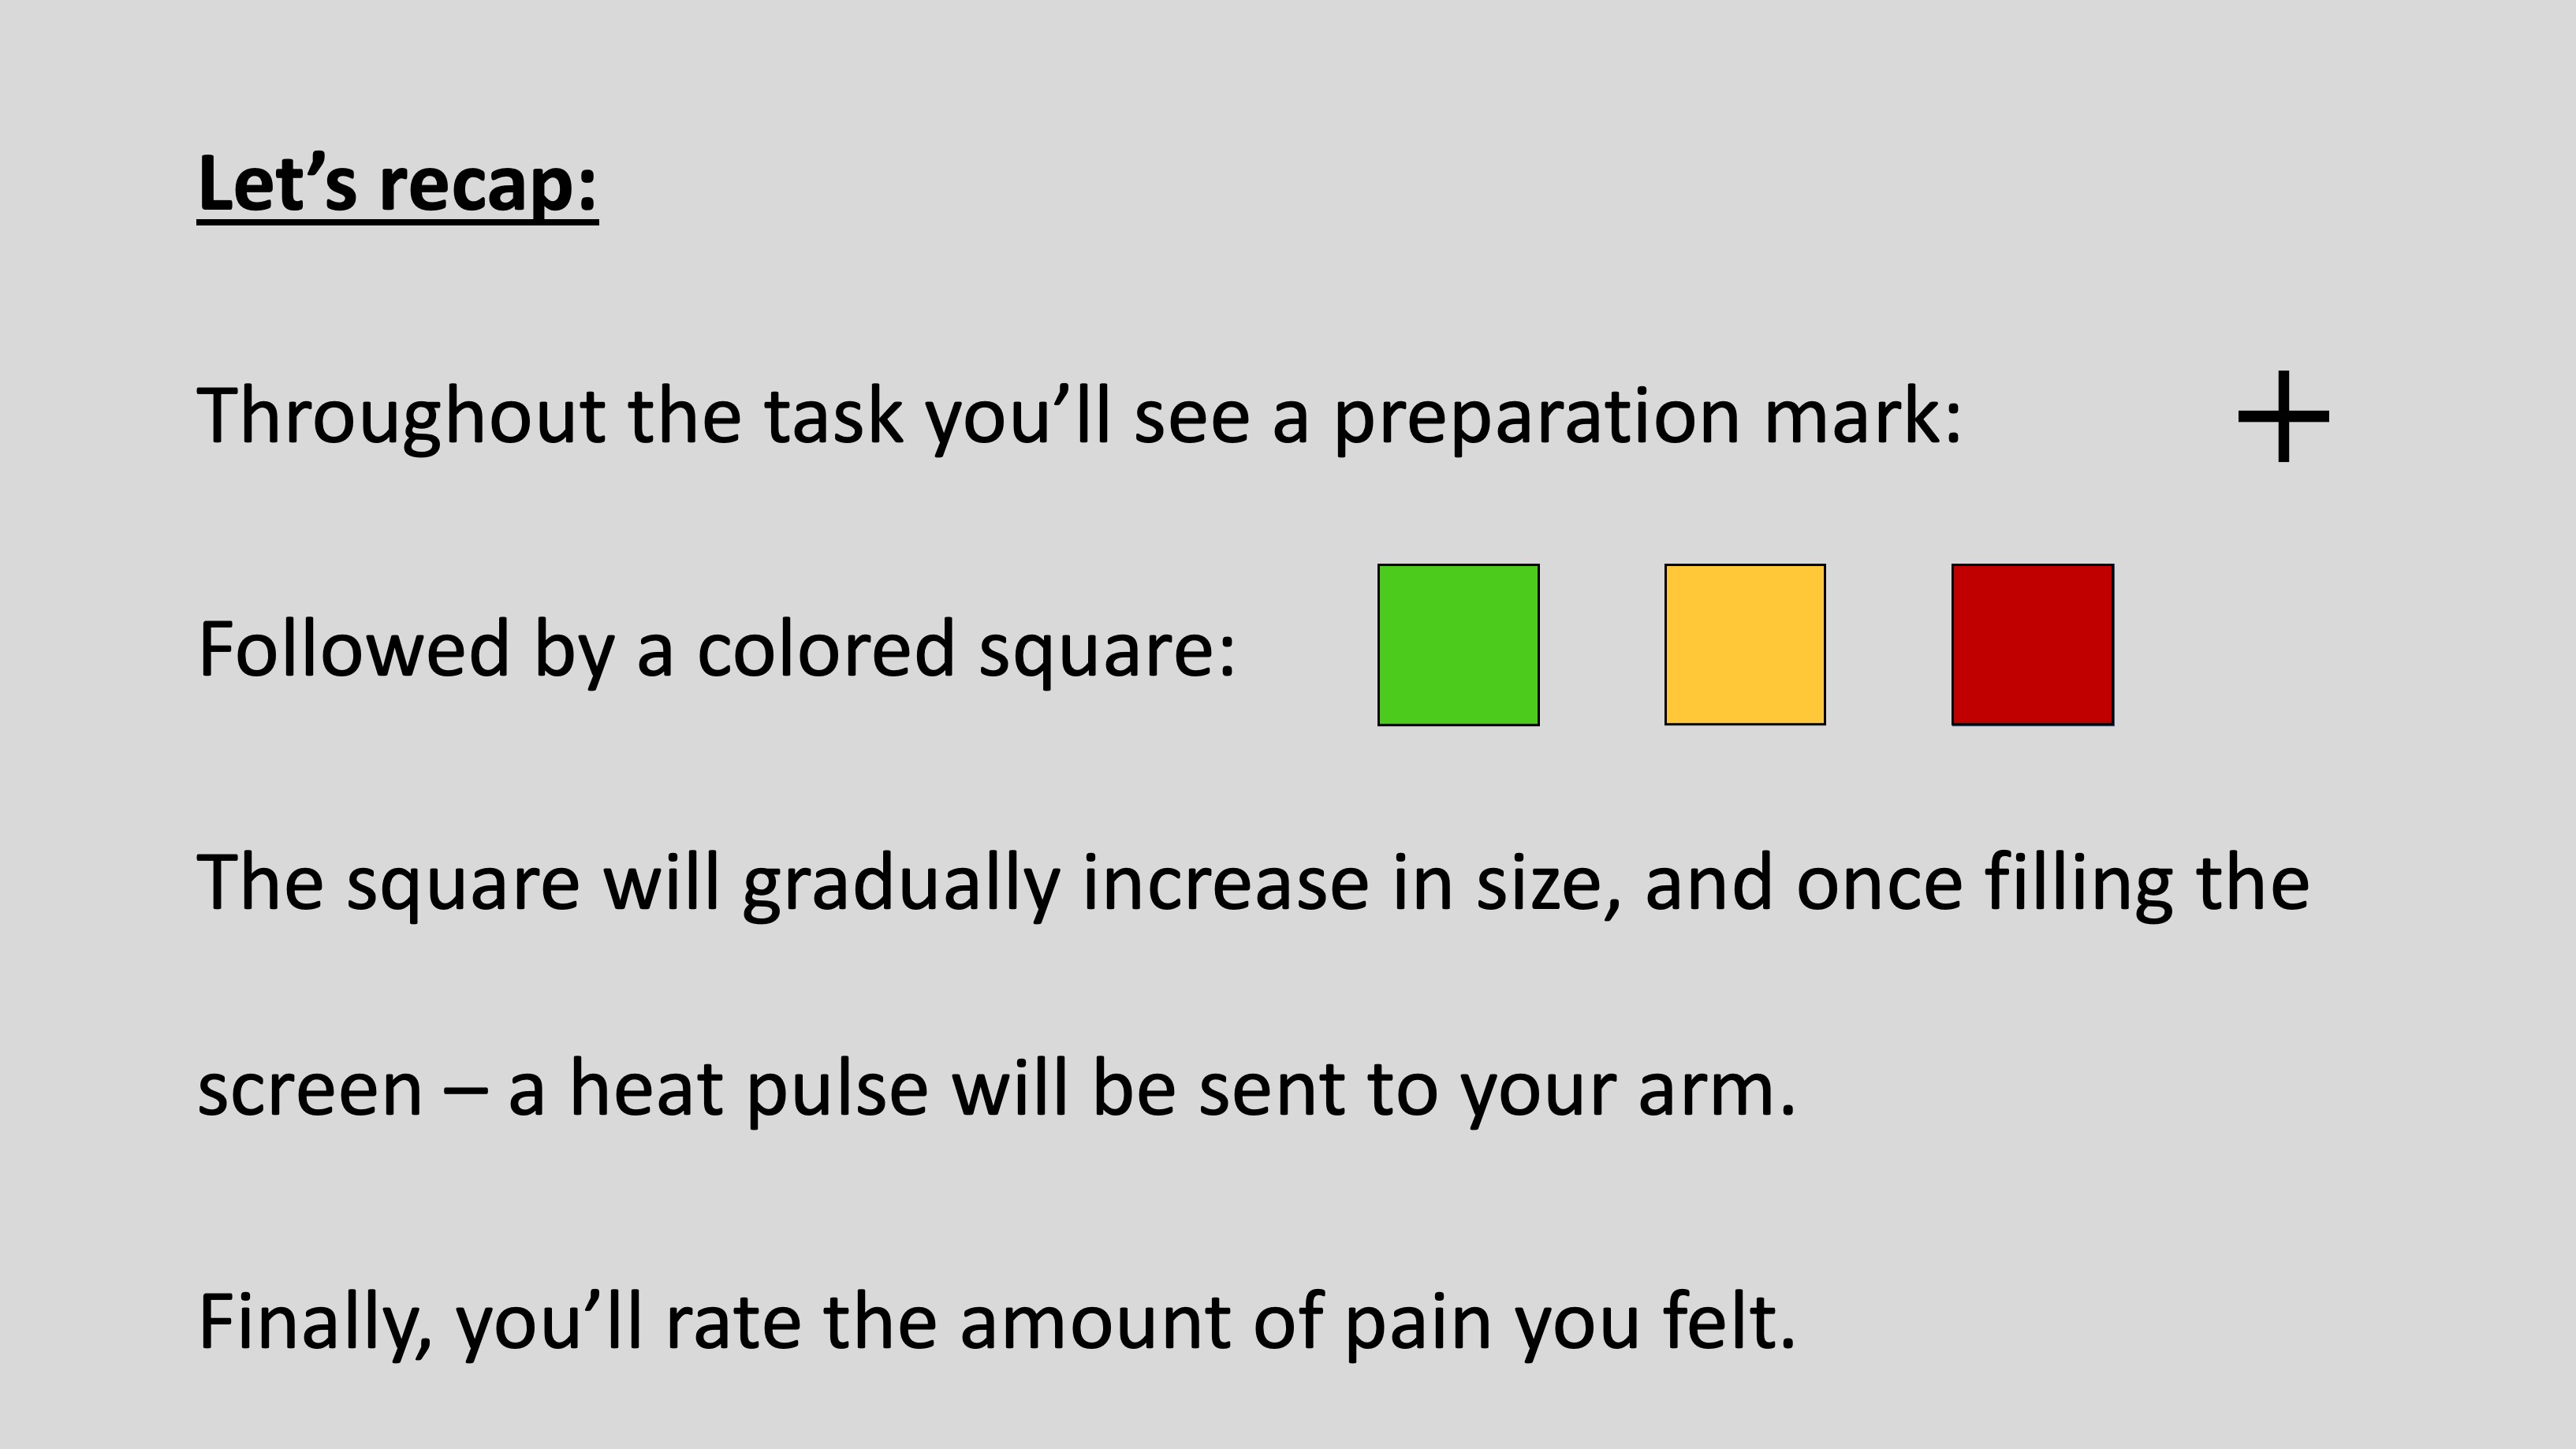 Let’s recap:
Throughout the task you’ll see a preparation mark: +
Followed by a colored square:
The square will gradually increase in size, and once filling the
screen – a heat pulse will be sent to your arm.
Finally, you’ll rate the amount of pain you felt.